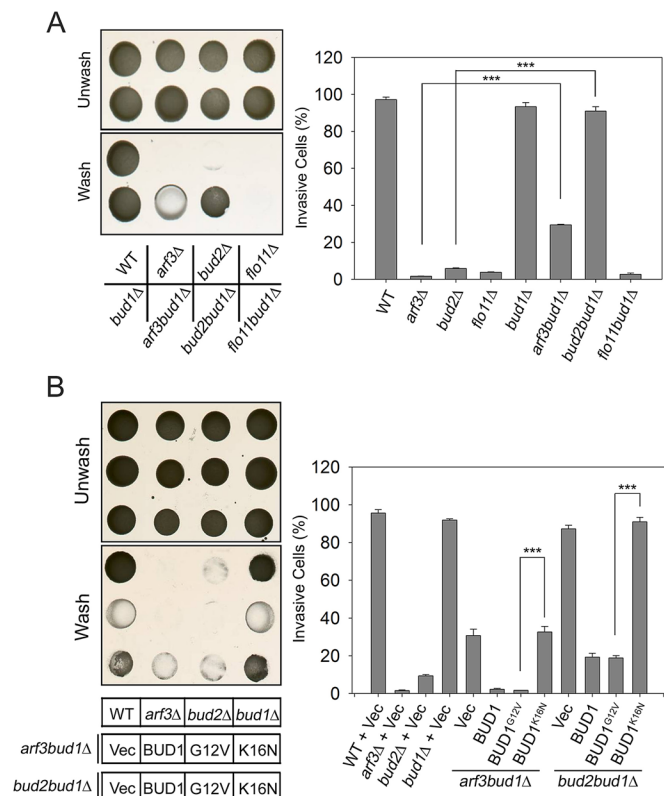 A
Unwash
Wash
WT arf3Δ bud2Δ flo11Δ
bud1Δ arf3bud1Δ bud2bud1Δ flo11bud1Δ
Invasive Cells (%)
120
100
80
60
40
20
0
***
***
WT arf3Δ bud2Δ flo11Δ bud1Δ arf3bud1Δ bud2bud1Δ flo11bud1Δ
B
Unwash
Wash
WT arf3Δ bud2Δ bud1Δ
arf3bud1Δ Vec BUD1 G12V K16N
bud2bud1Δ Vec BUD1 G12V K16N
Invasive Cells (%)
120
100
80
60
40
20
0
***
***
WT + Vec arf3Δ + Vec bud2Δ + Vec bud1Δ + Vec Vec BUD1 BUD1G12V BUD1K16N Vec BUD1 BUD1G12V BUD1K16N
arf3bud1Δ bud2bud1Δ